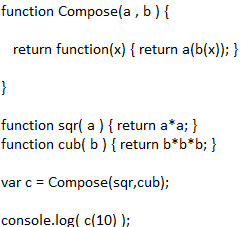 function Compose(a , b ) {
return function(x) { return a(b(x)); }
}
function sqr( a ) { return a*a; }
function cub( b ) { return b*b*b; }
var c = Compose(sqr,cub);
console.log( c(10) );